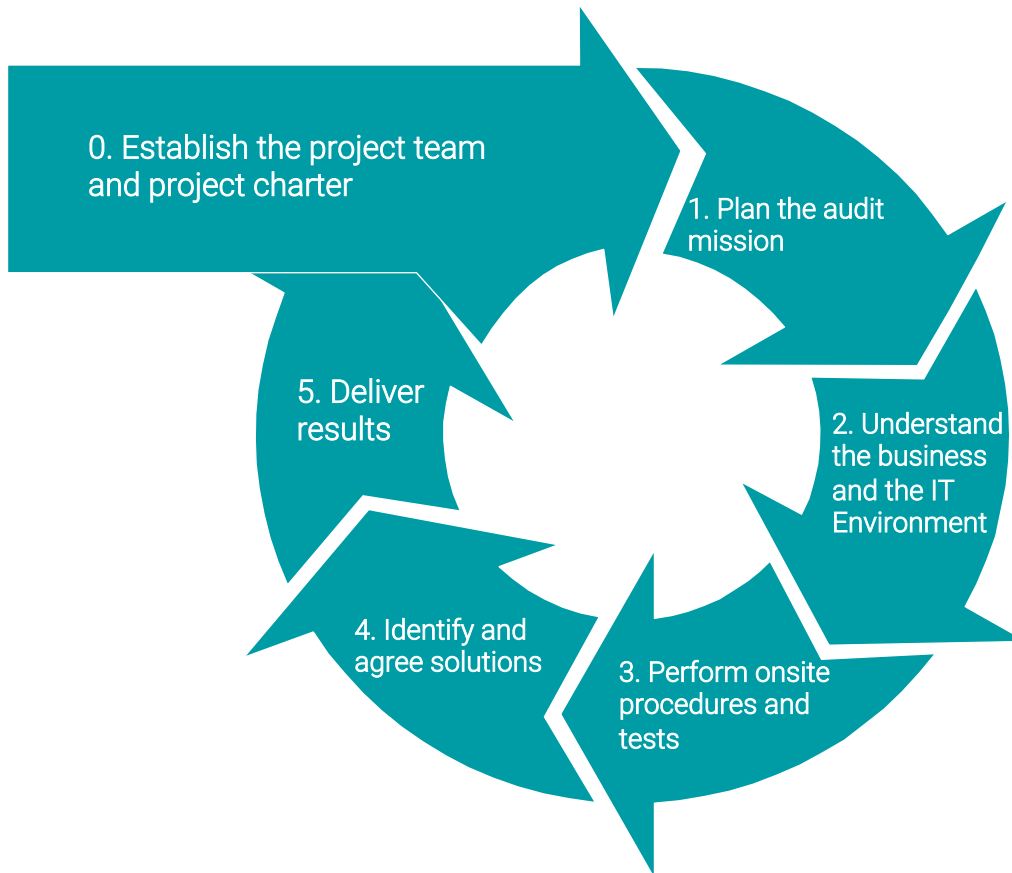 0. Establish the project team
and project charter
1. Plan the audit
mission
2. Understand
the business
and the IT
Environment
3. Perform onsite
procedures and
tests
4. Identify and
agree solutions
5. Deliver
results